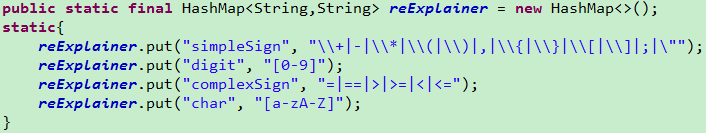 public static final HashMap<String,String> reExplainer = new HashMap<>();
static{
    reExplainer.put("simpleSign", "\\+|-|\\*|\\(|\\)|,|\\{|\\}|\\[|\\]|;|\"");
    reExplainer.put("digit", "[0-9]");
    reExplainer.put("complexSign", "=|==|>|>=|<|<=");
    reExplainer.put("char", "[a-zA-Z]");
}